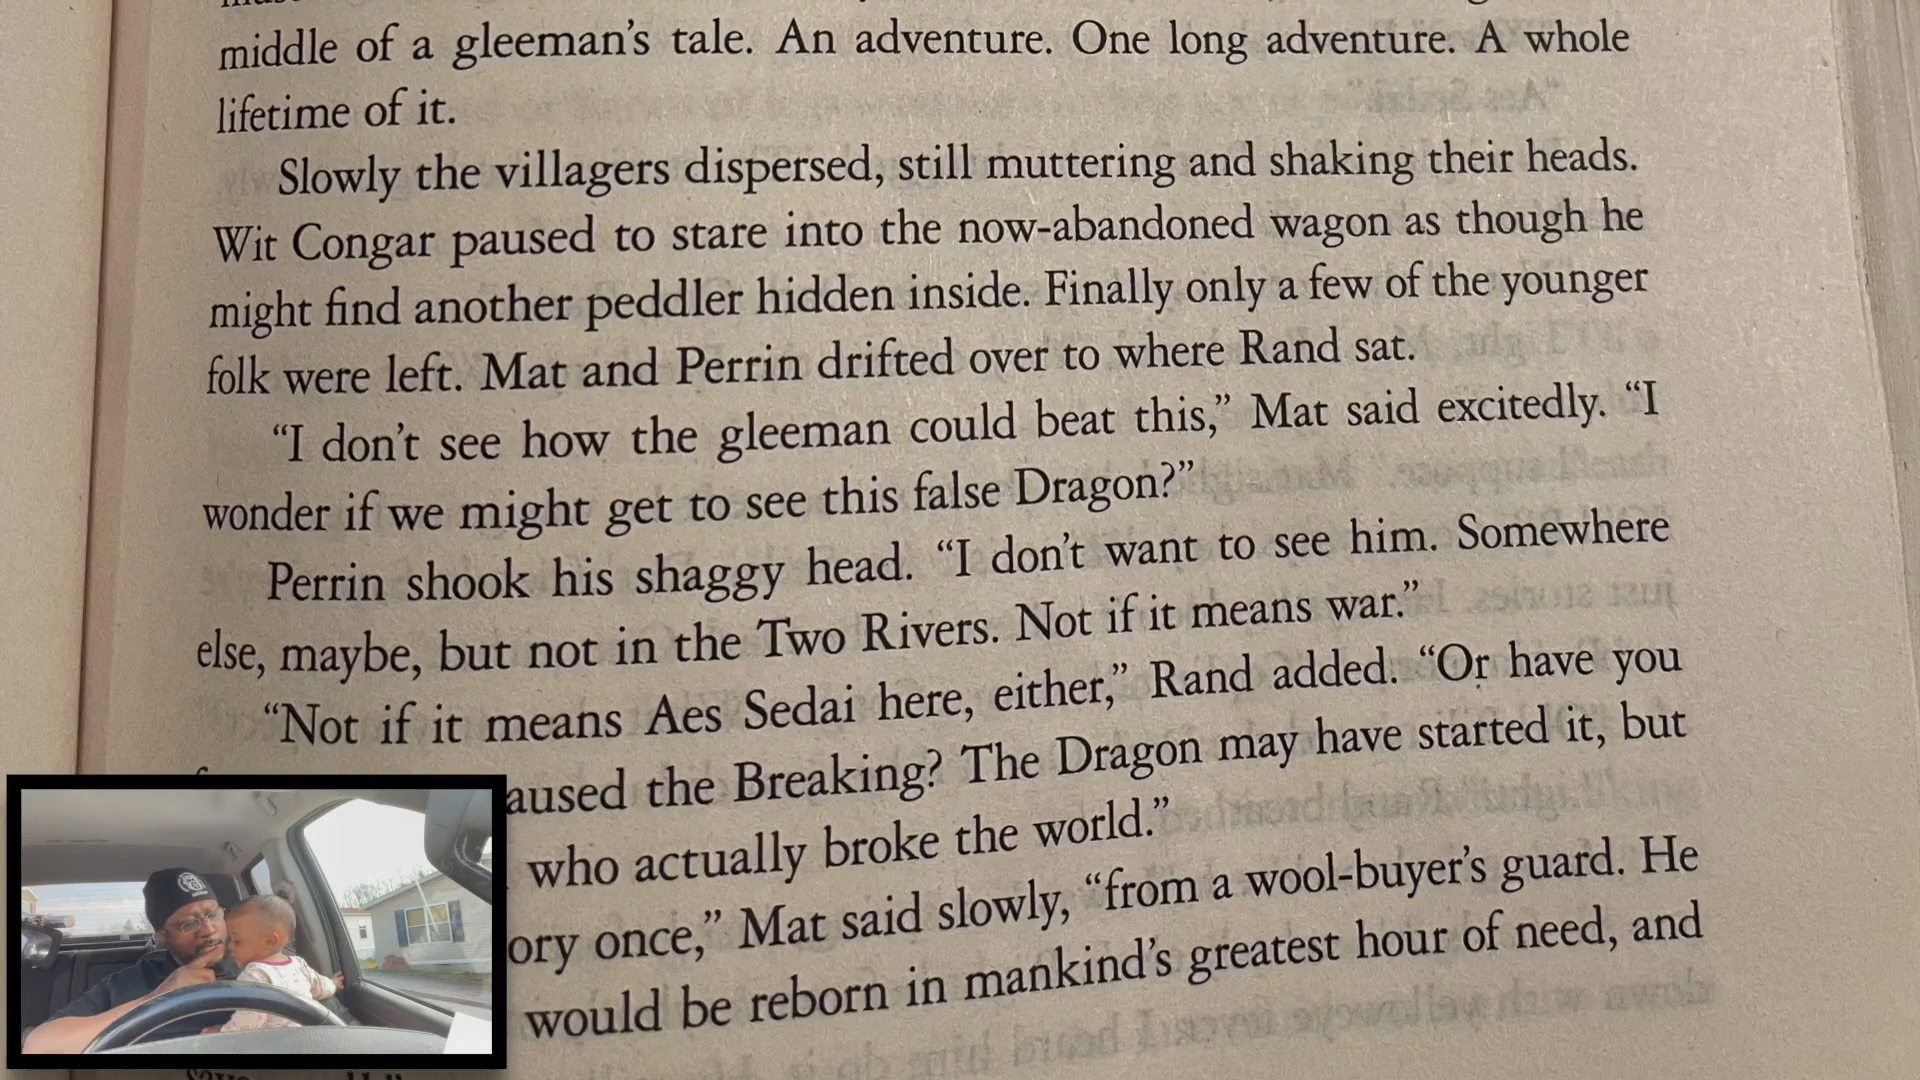 middle of a gleeman's tale. An adventure. One long adventure. A whole
lifetime of it.
Slowly the villagers dispersed, still muttering and shaking their heads.
Wit Congar paused to stare into the now-abandoned wagon as though he
might find another peddler hidden inside. Finally only a few of the younger
folk were left. Mat and Perrin drifted over to where Rand sat.
“I don't see how the gleeman could beat this,” Mat said excitedly. “I
wonder if we might get to see this false Dragon?”
Perrin shook his shaggy head. “I don't want to see him. Somewhere
else, maybe, but not in the Two Rivers. Not if it means war.”
“Not if it means Aes Sedai here, either,” Rand added. “Or have you
aused the Breaking? The Dragon may have started it, but
who actually broke the world.”
ory once,” Mat said slowly, “from a wool-buyer's guard. He
would be reborn in mankind's greatest hour of need, and